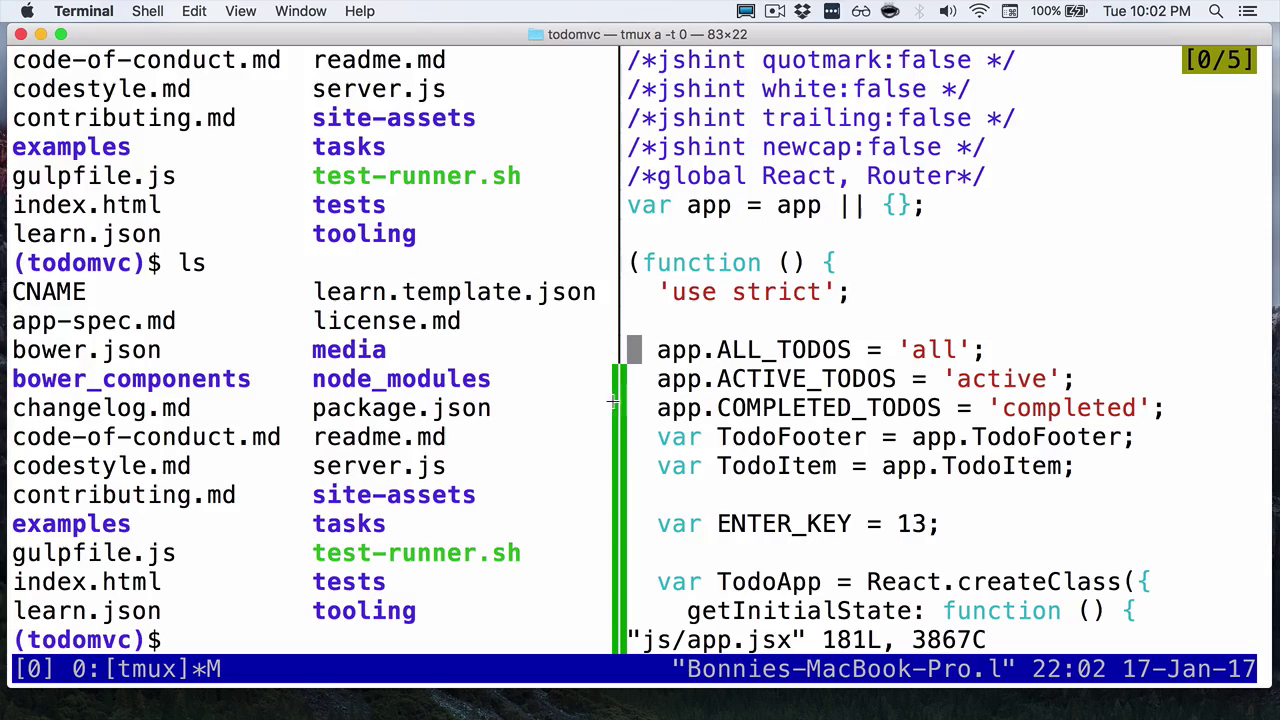 Terminal Shell Edit View Window Help 100% Tue 10:02 PM
todomvc — tmux a -t 0 — 83×22
code-of-conduct.md readme.md
codestyle.md server.js
contributing.md site-assets
examples tasks
gulpfile.js test-runner.sh
index.html tests
learn.json tooling
(todomvc)$ ls
CNAME learn.template.json
app-spec.md license.md
bower.json media
bower_components node_modules
changelog.md package.json
code-of-conduct.md readme.md
codestyle.md server.js
contributing.md site-assets
examples tasks
gulpfile.js test-runner.sh
index.html tests
learn.json tooling
(todomvc)$
/*jshint quotmark:false */ [0/5]
/*jshint white:false */
/*jshint trailing:false */
/*jshint newcap:false */
/*global React, Router*/
var app = app || {};
(function () {
'use strict';
app.ALL_TODOS = 'all';
app.ACTIVE_TODOS = 'active';
app.COMPLETED_TODOS = 'completed';
var TodoFooter = app.TodoFooter;
var TodoItem = app.TodoItem;
var ENTER_KEY = 13;
var TodoApp = React.createClass({
getInitialState: function () {
"js/app.jsx" 181L, 3867C
[0] 0:[tmux]*M "Bonnies-MacBook-Pro.l" 22:02 17-Jan-17